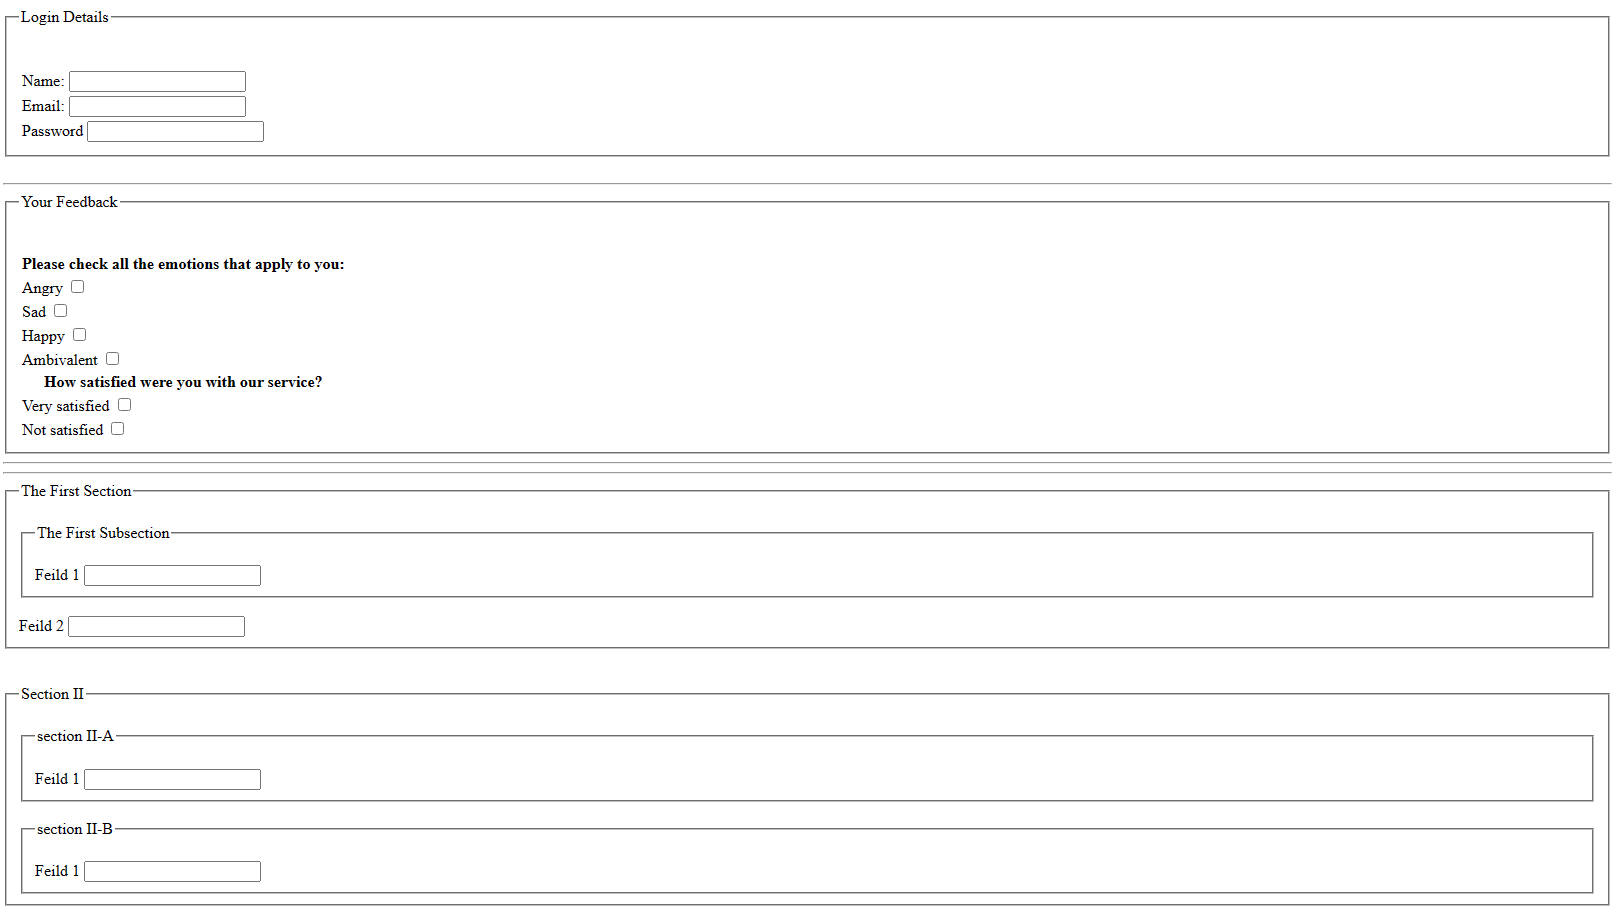 Login Details
Name:
Email:
Password
Your Feedback
Please check all the emotions that apply to you:
Angry
Sad
Happy
Ambivalent
How satisfied were you with our service?
Very satisfied
Not satisfied
The First Section
The First Subsection
Feild 1
Feild 2
Section II
section II-A
Feild 1
section II-B
Feild 1